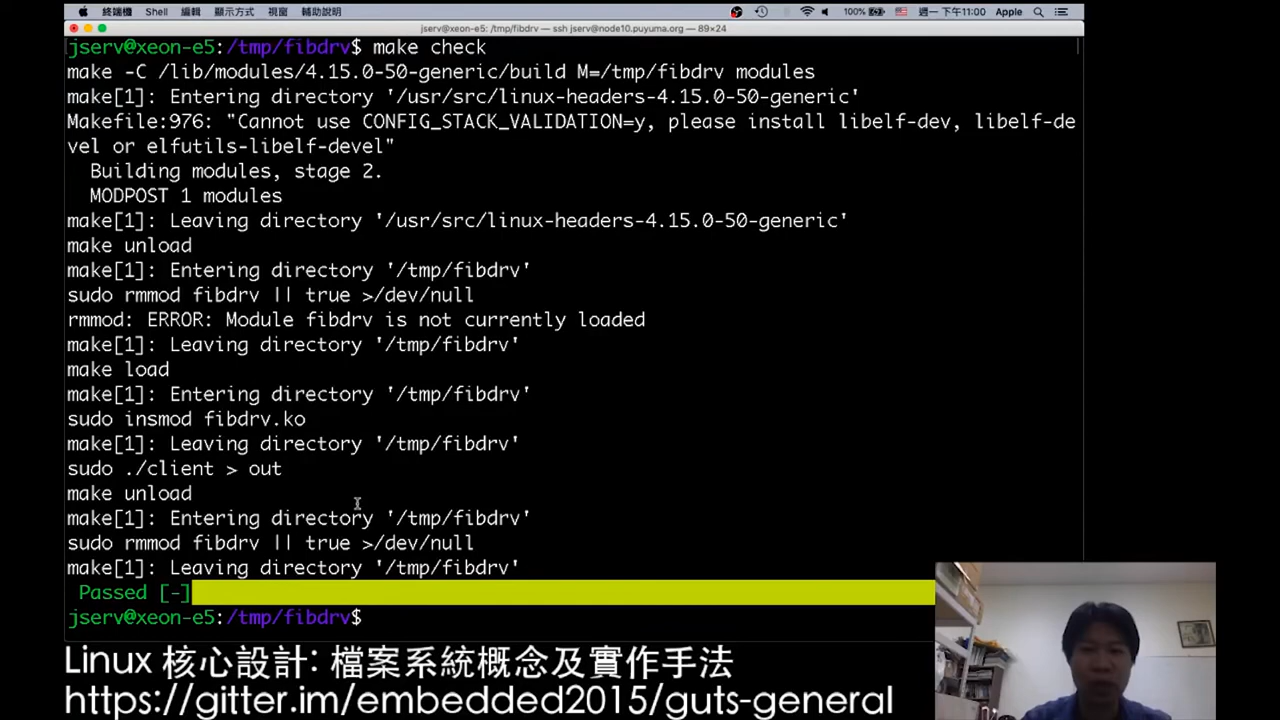 終端機 Shell 編輯 顯示方式 視窗 輔助說明 100% 週一 下午11:00 Apple
jserv@xeon-e5: /tmp/fibdrv — ssh jserv@node10.puyuma.org — 89×24
jserv@xeon-e5:/tmp/fibdrv$ make check
make -C /lib/modules/4.15.0-50-generic/build M=/tmp/fibdrv modules
make[1]: Entering directory '/usr/src/linux-headers-4.15.0-50-generic'
Makefile:976: "Cannot use CONFIG_STACK_VALIDATION=y, please install libelf-dev, libelf-de
vel or elfutils-libelf-devel"
Building modules, stage 2.
MODPOST 1 modules
make[1]: Leaving directory '/usr/src/linux-headers-4.15.0-50-generic'
make unload
make[1]: Entering directory '/tmp/fibdrv'
sudo rmmod fibdrv || true >/dev/null
rmmod: ERROR: Module fibdrv is not currently loaded
make[1]: Leaving directory '/tmp/fibdrv'
make load
make[1]: Entering directory '/tmp/fibdrv'
sudo insmod fibdrv.ko
make[1]: Leaving directory '/tmp/fibdrv'
sudo ./client > out
make unload
make[1]: Entering directory '/tmp/fibdrv'
sudo rmmod fibdrv || true >/dev/null
make[1]: Leaving directory '/tmp/fibdrv'
Passed [-]
jserv@xeon-e5:/tmp/fibdrv$
Linux 核心設計: 檔案系統概念及實作手法
https://gitter.im/embedded2015/guts-general